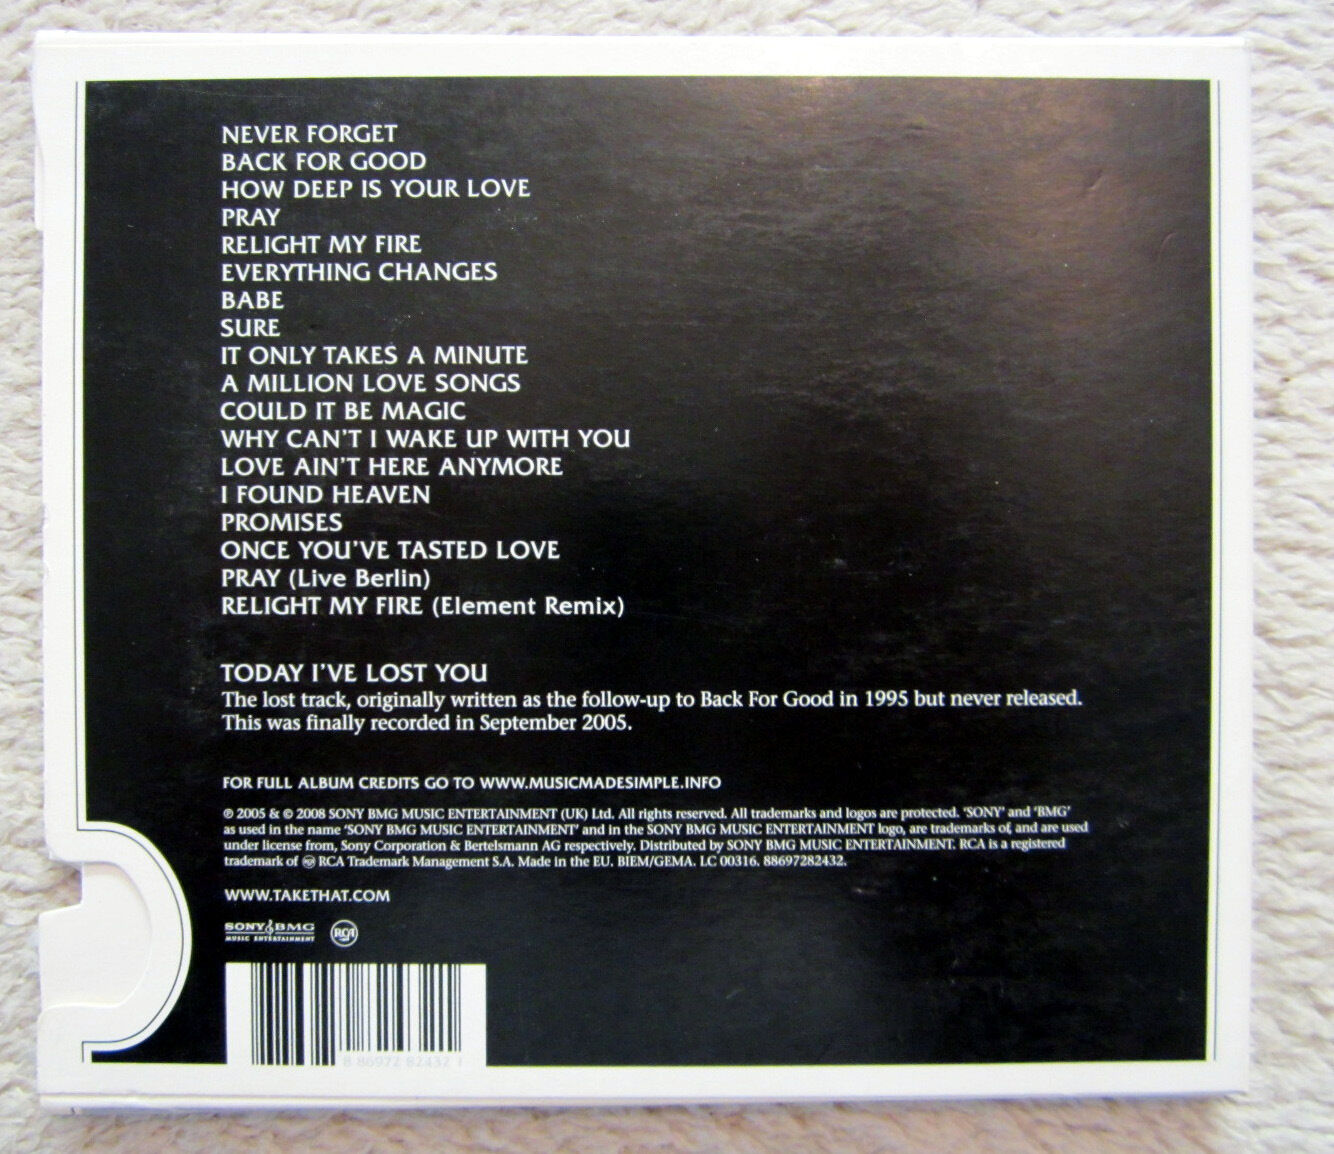 NEVER FORGET
BACK FOR GOOD
HOW DEEP IS YOUR LOVE
PRAY
RELIGHT MY FIRE
EVERYTHING CHANGES
BABE
SURE
IT ONLY TAKES A MINUTE
A MILLION LOVE SONGS
COULD IT BE MAGIC
WHY CAN'T I WAKE UP WITH YOU
LOVE AIN'T HERE ANYMORE
I FOUND HEAVEN
PROMISES
ONCE YOU'VE TASTED LOVE
PRAY (Live Berlin)
RELIGHT MY FIRE (Element Remix)
TODAY I'VE LOST YOU
The lost track, originally written as the follow-up to Back For Good in 1995 but never released.
This was finally recorded in September 2005.
FOR FULL ALBUM CREDITS GO TO WWW.MUSICMADESIMPLE.INFO
℗ 2005 & © 2008 SONY BMG MUSIC ENTERTAINMENT (UK) Ltd. All rights reserved. All trademarks and logos are protected. 'SONY' and 'BMG'
as used in the name 'SONY BMG MUSIC ENTERTAINMENT' and in the SONY BMG MUSIC ENTERTAINMENT logo, are trademarks of, and are used
under license from, Sony Corporation & Bertelsmann AG respectively. Distributed by SONY BMG MUSIC ENTERTAINMENT. RCA is a registered
trademark of RCA RCA Trademark Management S.A. Made in the EU. BIEM/GEMA. LC 00316. 88697282432.
WWW.TAKETHAT.COM
SONY BMG RCA
MUSIC ENTERTAINMENT
8 86972 82432